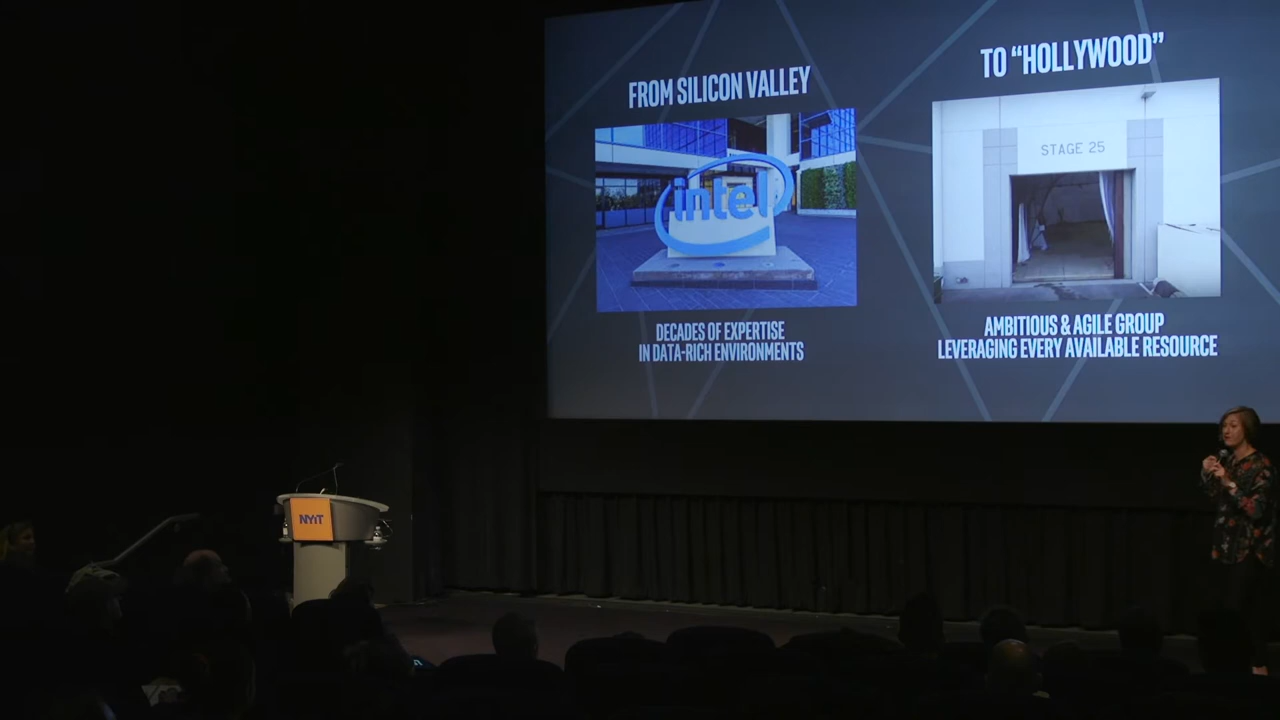 FROM SILICON VALLEY
intel
DECADES OF EXPERTISE
IN DATA-RICH ENVIRONMENTS
TO “HOLLYWOOD”
STAGE 25
AMBITIOUS & AGILE GROUP
LEVERAGING EVERY AVAILABLE RESOURCE
NYIT